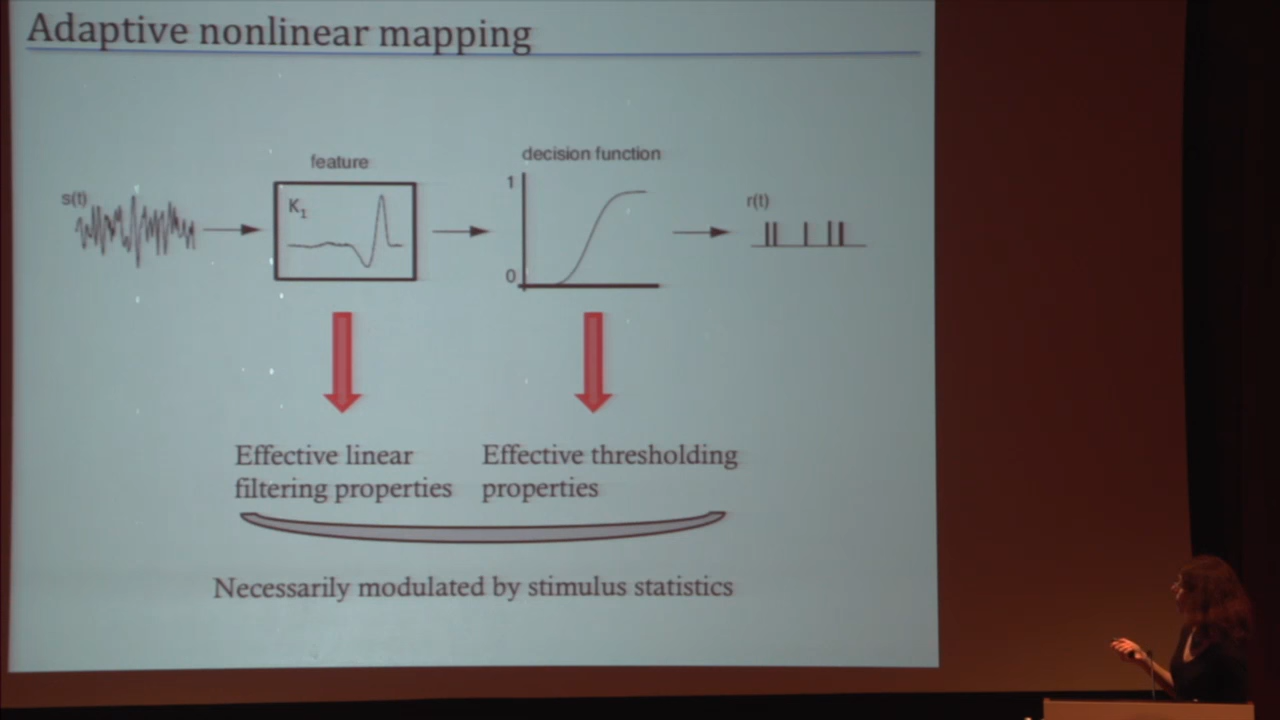 Adaptive nonlinear mapping
feature
decision function
s(t)
K1
1
0
r(t)
Effective linear
filtering properties
Effective thresholding
properties
Necessarily modulated by stimulus statistics